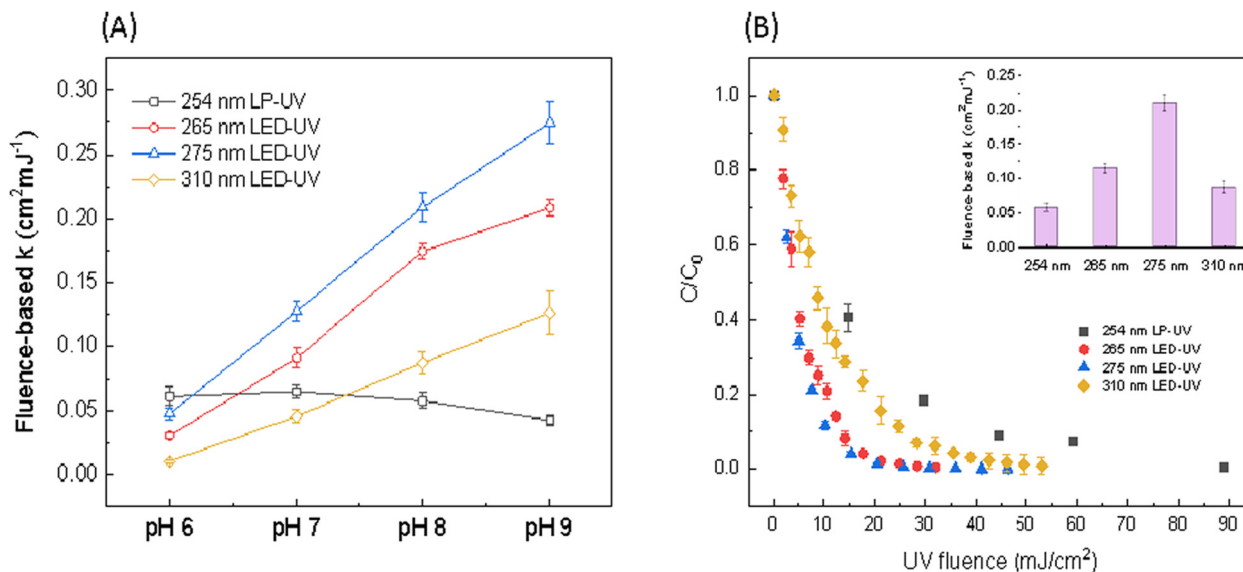 (A)
Fluence-based k (cm²mJ⁻¹)
0.30
0.25
0.20
0.15
0.10
0.05
0.00
254 nm LP-UV
265 nm LED-UV
275 nm LED-UV
310 nm LED-UV
pH 6 pH 7 pH 8 pH 9
(B)
C/C₀
1.0
0.8
0.6
0.4
0.2
0.0
Fluence-based k (cm²mJ⁻¹)
0.25
0.20
0.15
0.10
0.05
0.00
254 nm 265 nm 275 nm 310 nm
254 nm LP-UV
265 nm LED-UV
275 nm LED-UV
310 nm LED-UV
0 10 20 30 40 50 60 70 80 90
UV fluence (mJ/cm²)